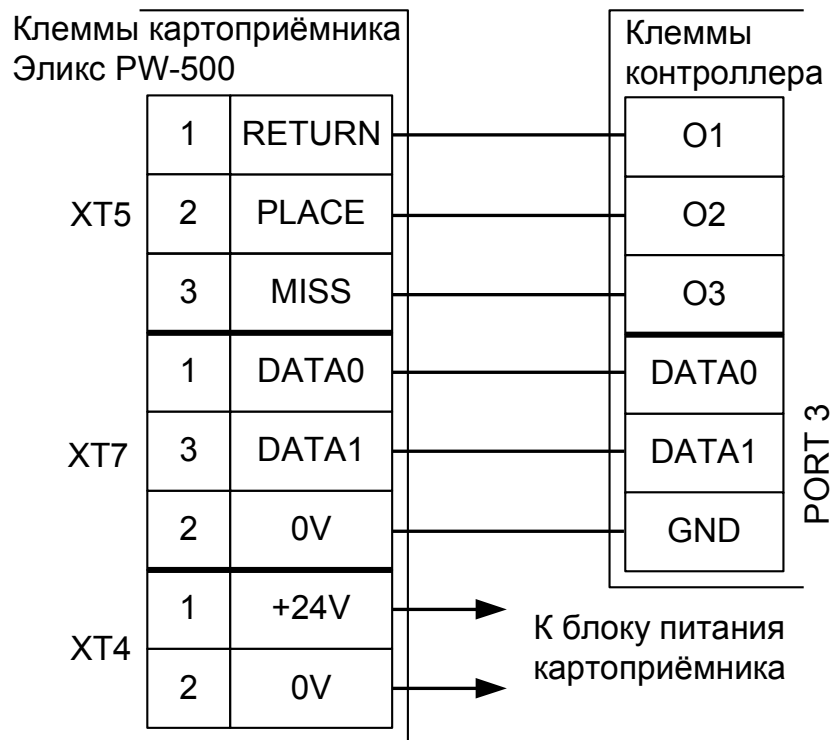 Клеммы картоприёмника
Эликс PW-500
Клеммы
контроллера
1 RETURN O1
XT5 2 PLACE O2
3 MISS O3
1 DATA0 DATA0
XT7 3 DATA1 DATA1
2 0V GND
PORT 3
XT4
1 +24V
2 0V
К блоку питания
картоприёмника